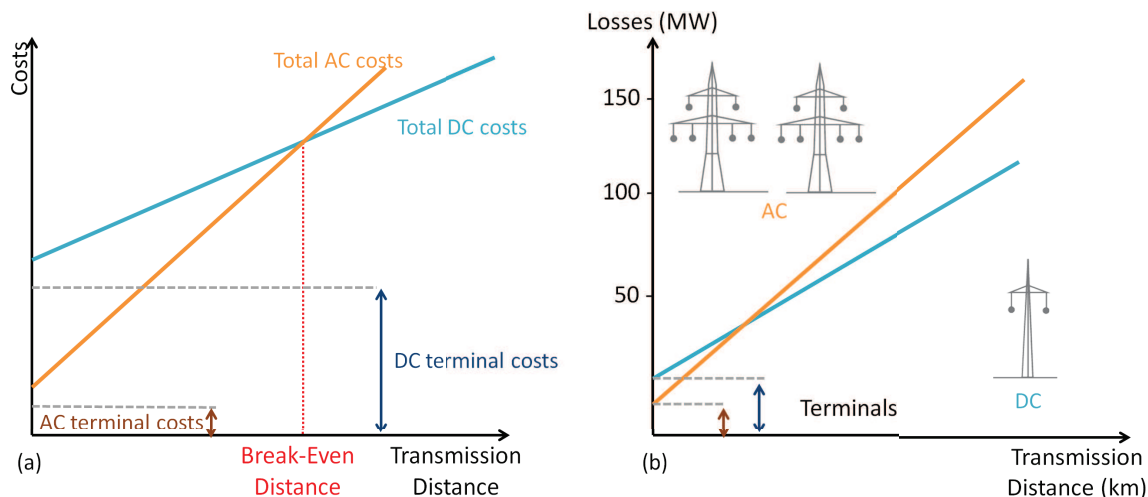 Costs
Total AC costs
Total DC costs
DC terminal costs
AC terminal costs
(a)
Break-Even
Distance
Transmission
Distance
Losses (MW)
150
100
50
AC
DC
Terminals
(b)
Transmission
Distance (km)